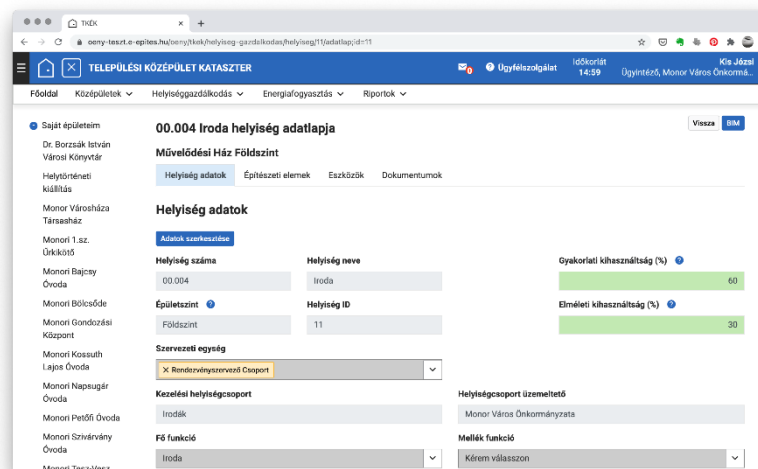 TKÉK
oeny-teszt.e-epites.hu/oeny/tkek/helyiseg-gazdalkodas/helyiseg/11/adatlap;id=11
TELEPÜLÉSI KÖZÉPÜLET KATASZTER
0
Ügyfélszolgálat
Időkorlát
14:59
Kis Józsi
Ügyintéző, Monor Város Önkormá...
Főoldal
Középületek
Helyiséggazdálkodás
Energiafogyasztás
Riportok
Saját épületeim
Dr. Borzsák István
Városi Könyvtár
Helytörténeti
kiállítás
Monor Városháza
Társasház
Monori 1.sz.
Űrkikötő
Monori Bajcsy
Óvoda
Monori Bölcsőde
Monori Gondozási
Központ
Monori Kossuth
Lajos Óvoda
Monori Napsugár
Óvoda
Monori Petőfi Óvoda
Monori Szivárvány
Óvoda
Monori Tesz-Vesz
00.004 Iroda helyiség adatlapja
Vissza
BIM
Művelődési Ház Földszint
Helyiség adatok
Építészeti elemek
Eszközök
Dokumentumok
Helyiség adatok
Adatok szerkesztése
Helyiség száma
Helyiség neve
Gyakorlati kihasználtság (%)
00.004
Iroda
60
Épületszint
Helyiség ID
Elméleti kihasználtság (%)
Földszint
11
30
Szervezeti egység
× Rendezvényszervező Csoport
Kezelési helyiségcsoport
Helyiségcsoport üzemeltető
Irodák
Monor Város Önkormányzata
Fő funkció
Mellék funkció
Iroda
Kérem válasszon